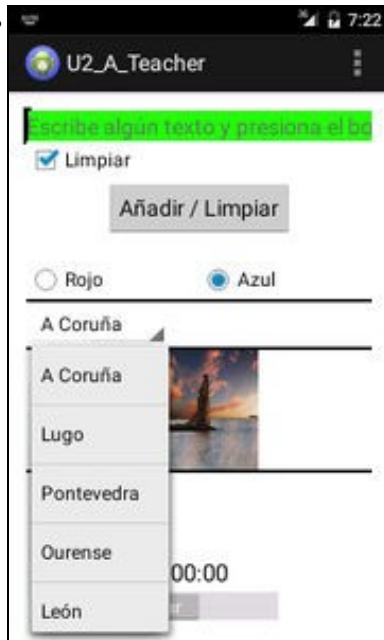 7:22
U2_A_Teacher
Escribe algún texto y presiona el bo
Limpiar
Añadir / Limpiar
Rojo Azul
A Coruña
A Coruña
Lugo
Pontevedra
Ourense
00:00
León